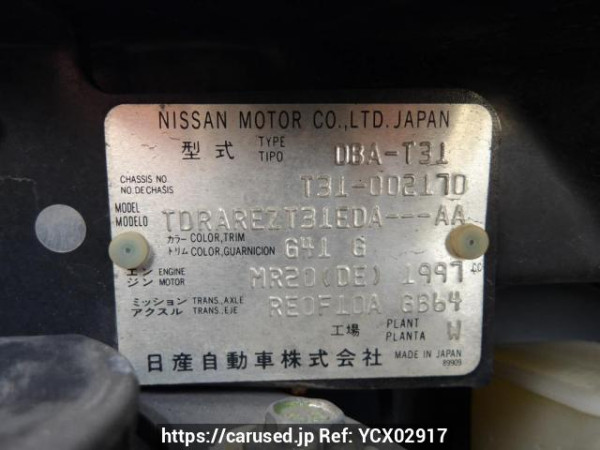 NISSAN MOTOR CO.,LTD. JAPAN
型式 TYPE TIPO DBA-T31
CHASSIS NO. NO. DE CHASIS T31-002170
MODEL MODELO TDRAREZT31EDA---AA
カラー COLOR,TRIM トリム COLOR,GUARNICION G41 G
エンジン ENGINE MOTOR MR20(DE) 1997 CC
ミッション TRANS.,AXLE アクスル TRANS.,EJE RE0F10A GB64
工場 PLANT PLANTA W
日産自動車株式会社 MADE IN JAPAN
89909
https://carused.jp Ref: YCX02917